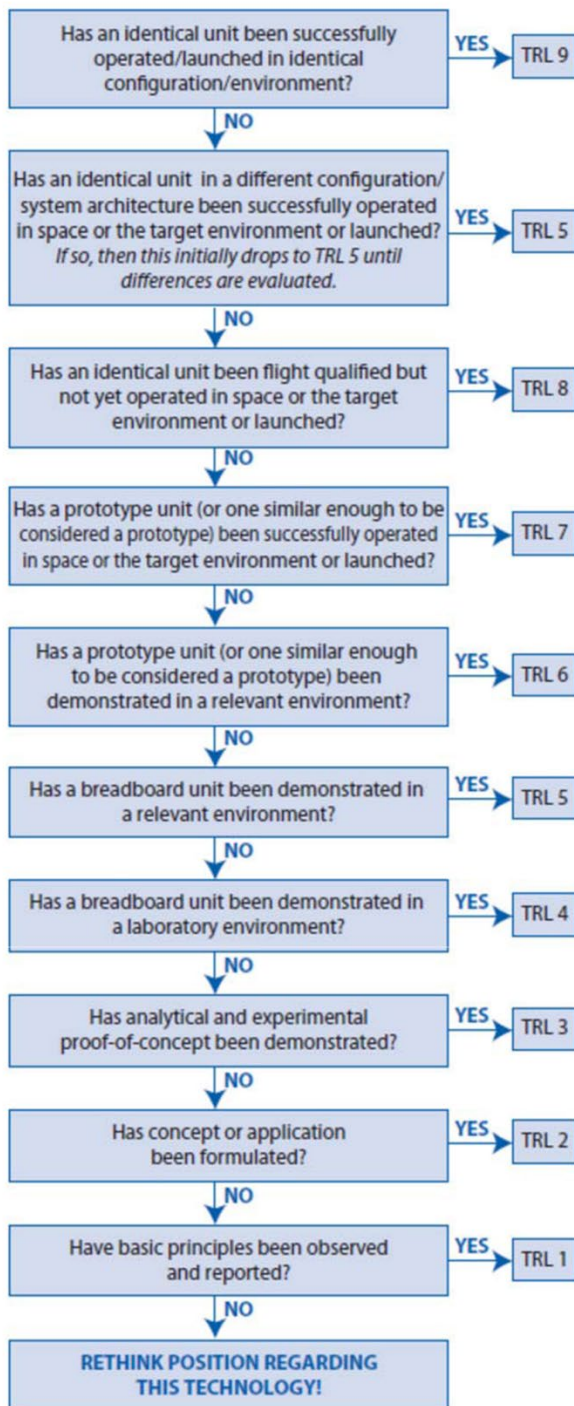 Has an identical unit been successfully
operated/launched in identical
configuration/environment?
YES
TRL 9
NO
Has an identical unit in a different configuration/
system architecture been successfully operated
in space or the target environment or launched?
If so, then this initially drops to TRL 5 until
differences are evaluated.
YES
TRL 5
NO
Has an identical unit been flight qualified but
not yet operated in space or the target
environment or launched?
YES
TRL 8
NO
Has a prototype unit (or one similar enough to be
considered a prototype) been successfully operated
in space or the target environment or launched?
YES
TRL 7
NO
Has a prototype unit (or one similar enough
to be considered a prototype) been
demonstrated in a relevant environment?
YES
TRL 6
NO
Has a breadboard unit been demonstrated in
a relevant environment?
YES
TRL 5
NO
Has a breadboard unit been demonstrated in
a laboratory environment?
YES
TRL 4
NO
Has analytical and experimental
proof-of-concept been demonstrated?
YES
TRL 3
NO
Has concept or application
been formulated?
YES
TRL 2
NO
Have basic principles been observed
and reported?
YES
TRL 1
NO
RETHINK POSITION REGARDING
THIS TECHNOLOGY!